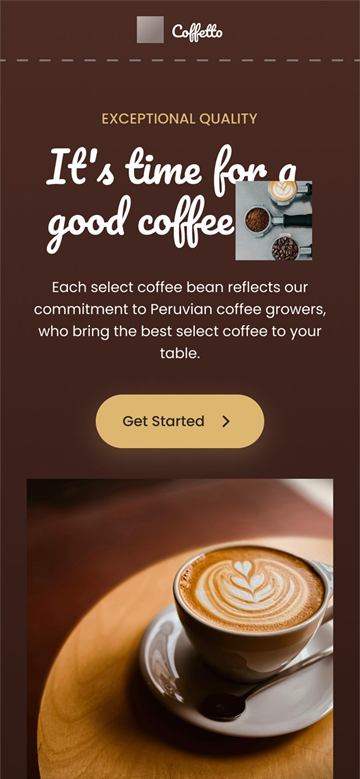 Coffetto
EXCEPTIONAL QUALITY
It's time for a
good coffee
Each select coffee bean reflects our
commitment to Peruvian coffee growers,
who bring the best select coffee to your
table.
Get Started